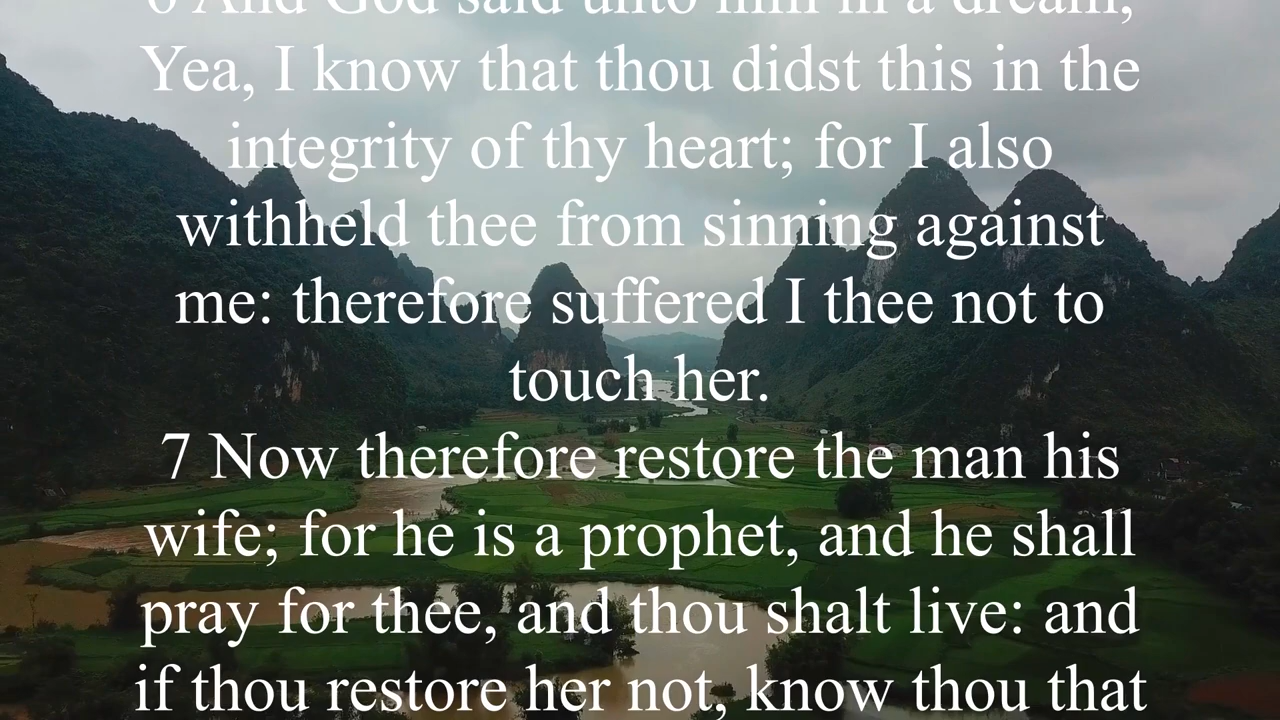 6 And God said unto him in a dream,
Yea, I know that thou didst this in the
integrity of thy heart; for I also
withheld thee from sinning against
me: therefore suffered I thee not to
touch her.
7 Now therefore restore the man his
wife; for he is a prophet, and he shall
pray for thee, and thou shalt live: and
if thou restore her not, know thou that